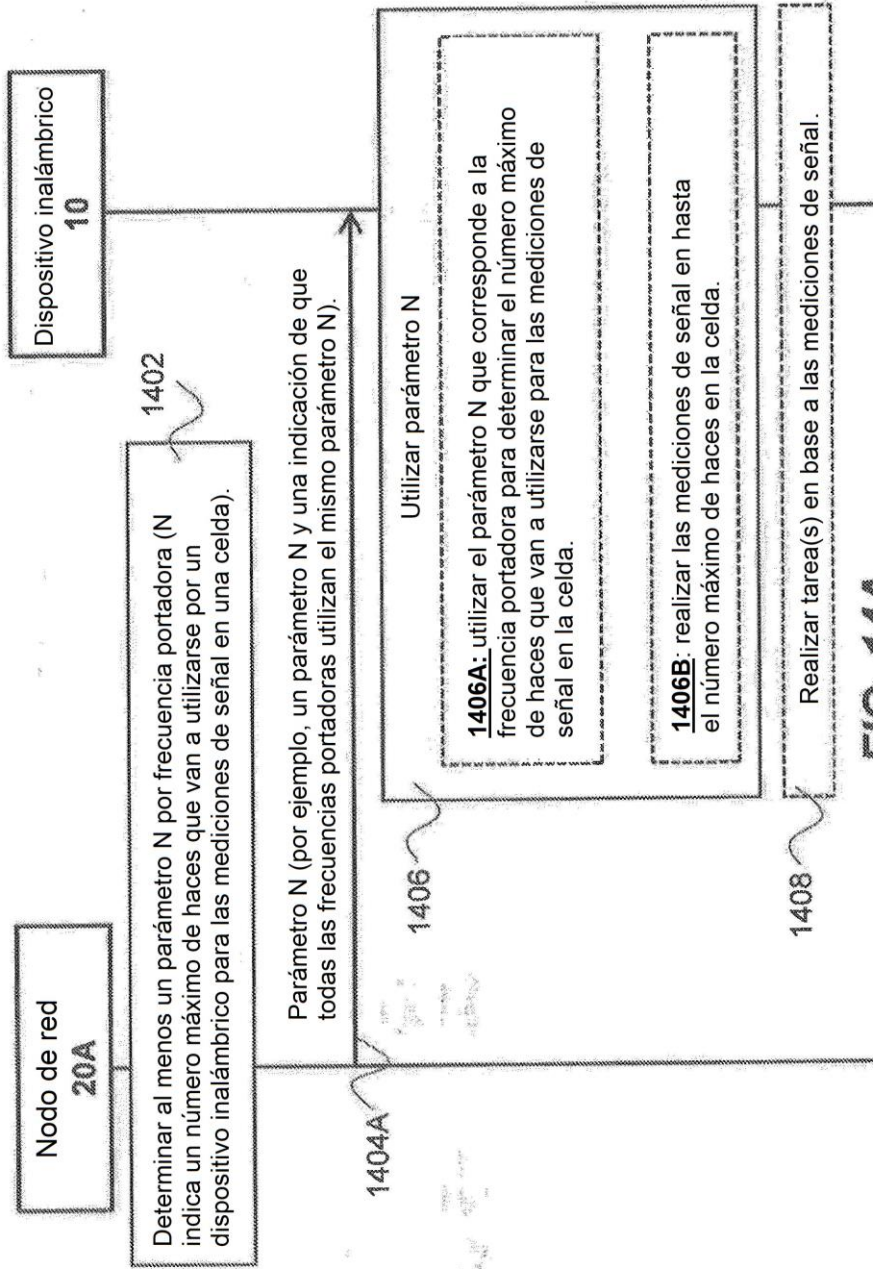 Nodo de red
20A
Dispositivo inalámbrico
10
1402
Determinar al menos un parámetro N por frecuencia portadora (N
indica un número máximo de haces que van a utilizarse por un
dispositivo inalámbrico para las mediciones de señal en una celda).
Parámetro N (por ejemplo, un parámetro N y una indicación de que
todas las frecuencias portadoras utilizan el mismo parámetro N).
1404A
1406
Utilizar parámetro N
1406A: utilizar el parámetro N que corresponde a la
frecuencia portadora para determinar el número máximo
de haces que van a utilizarse para las mediciones de
señal en la celda.
1406B: realizar las mediciones de señal en hasta
el número máximo de haces en la celda.
1408
Realizar tarea(s) en base a las mediciones de señal.
FIG.14A